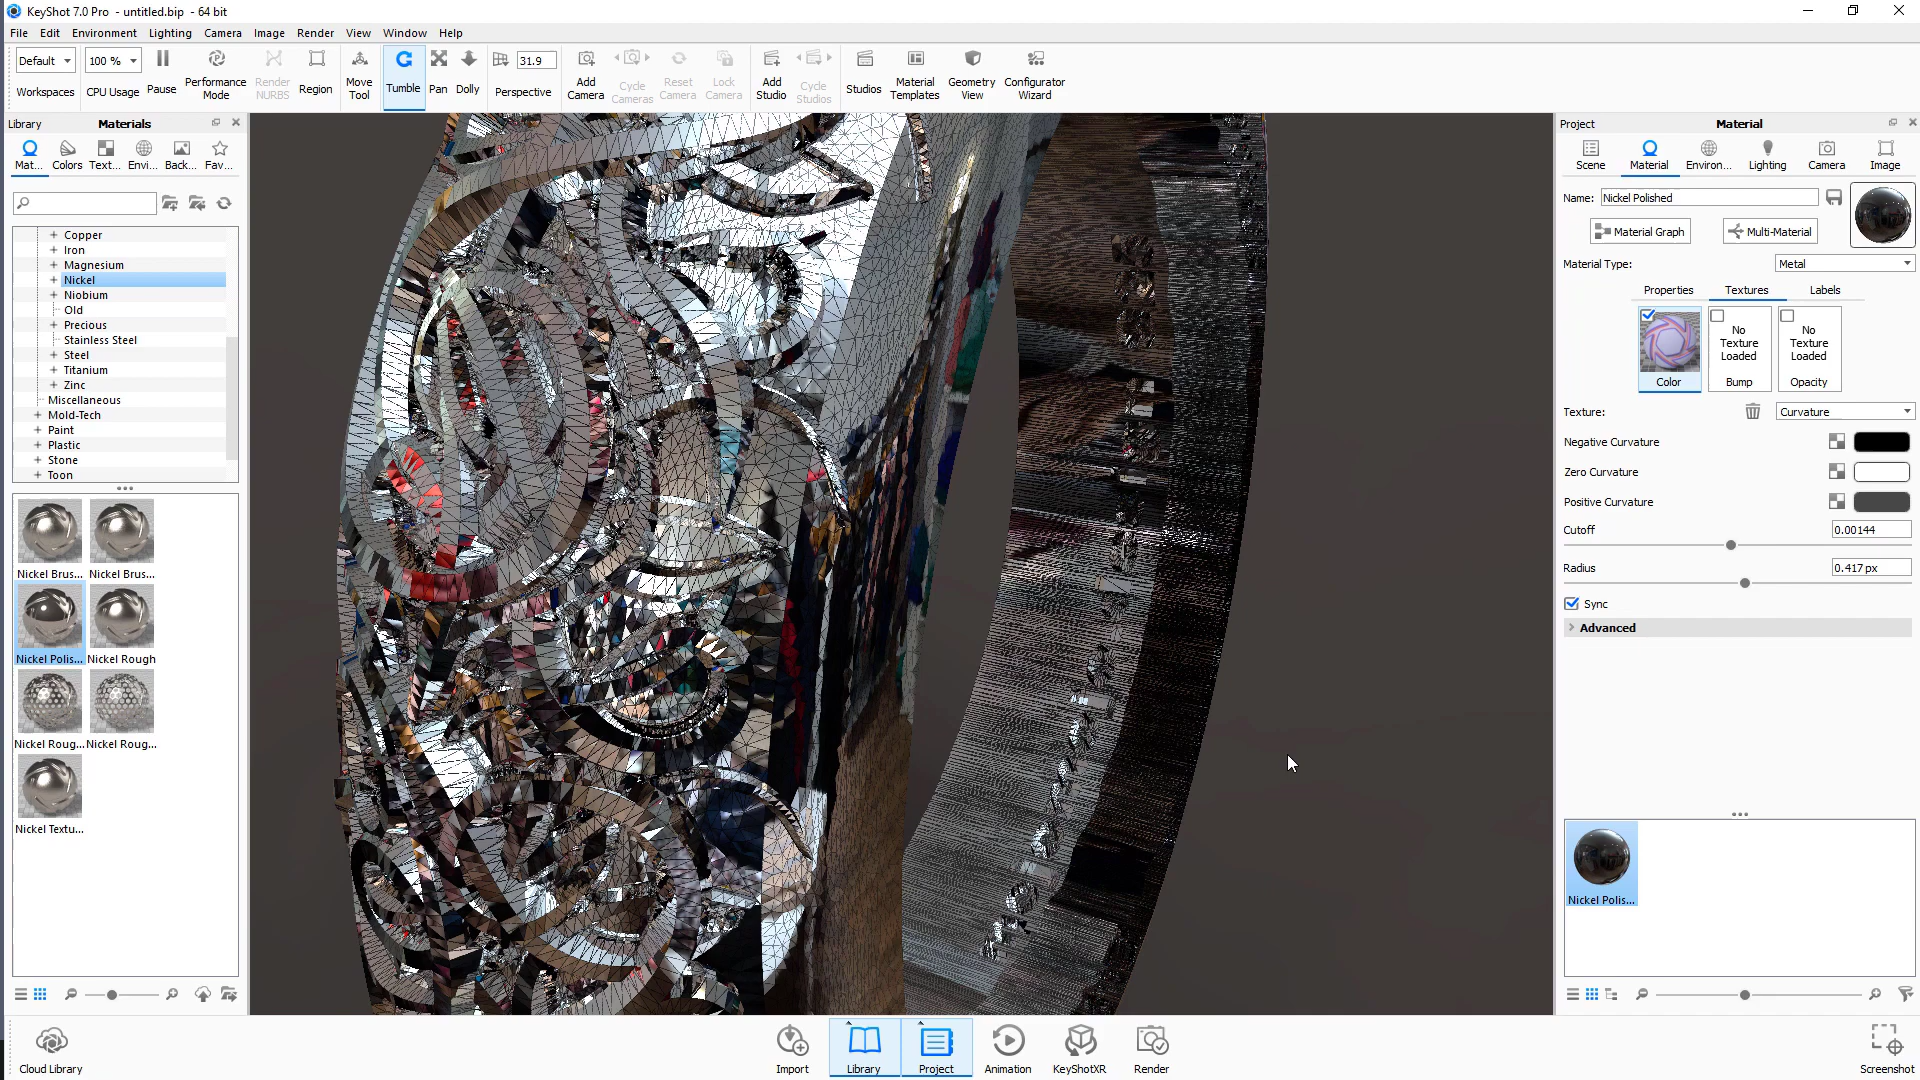 KeyShot 7.0 Pro - untitled.bip - 64 bit
File Edit Environment Lighting Camera Image Render View Window Help
Default 100 % 31.9
Workspaces CPU Usage Pause Performance Mode Render NURBS Region Move Tool Tumble Pan Dolly Perspective Add Camera Cycle Cameras Reset Camera Lock Camera Add Studio Cycle Studios Studios Material Templates Geometry View Configurator Wizard
Library Materials
Mat... Colors Text... Envi... Back... Fav...
Copper
Iron
Magnesium
Nickel
Niobium
Old
Precious
Stainless Steel
Steel
Titanium
Zinc
Miscellaneous
Mold-Tech
Paint
Plastic
Stone
Toon
Nickel Brus... Nickel Brus...
Nickel Polis... Nickel Rough
Nickel Roug... Nickel Roug...
Nickel Textu...
Cloud Library
Project Material
Scene Material Environ... Lighting Camera Image
Name: Nickel Polished
Material Graph Multi-Material
Material Type: Metal
Properties Textures Labels
No Texture Loaded
No Texture Loaded
Color Bump Opacity
Texture: Curvature
Negative Curvature
Zero Curvature
Positive Curvature
Cutoff 0.00144
Radius 0.417 px
Sync
Advanced
Nickel Polis...
Import Library Project Animation KeyShotXR Render Screenshot